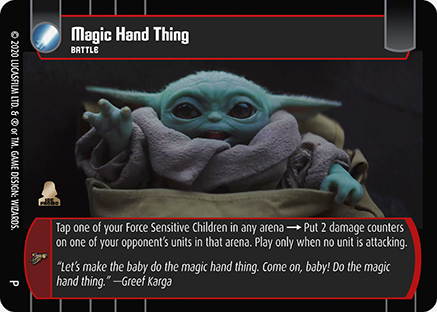 Magic Hand Thing
BATTLE
© 2020 LUCASFILM LTD. & ® or TM. GAME DESIGN: WIZARDS.
P
Tap one of your Force Sensitive Children in any arena → Put 2 damage counters
on one of your opponent's units in that arena. Play only when no unit is attacking.
"Let's make the baby do the magic hand thing. Come on, baby! Do the magic
hand thing." —Greef Karga